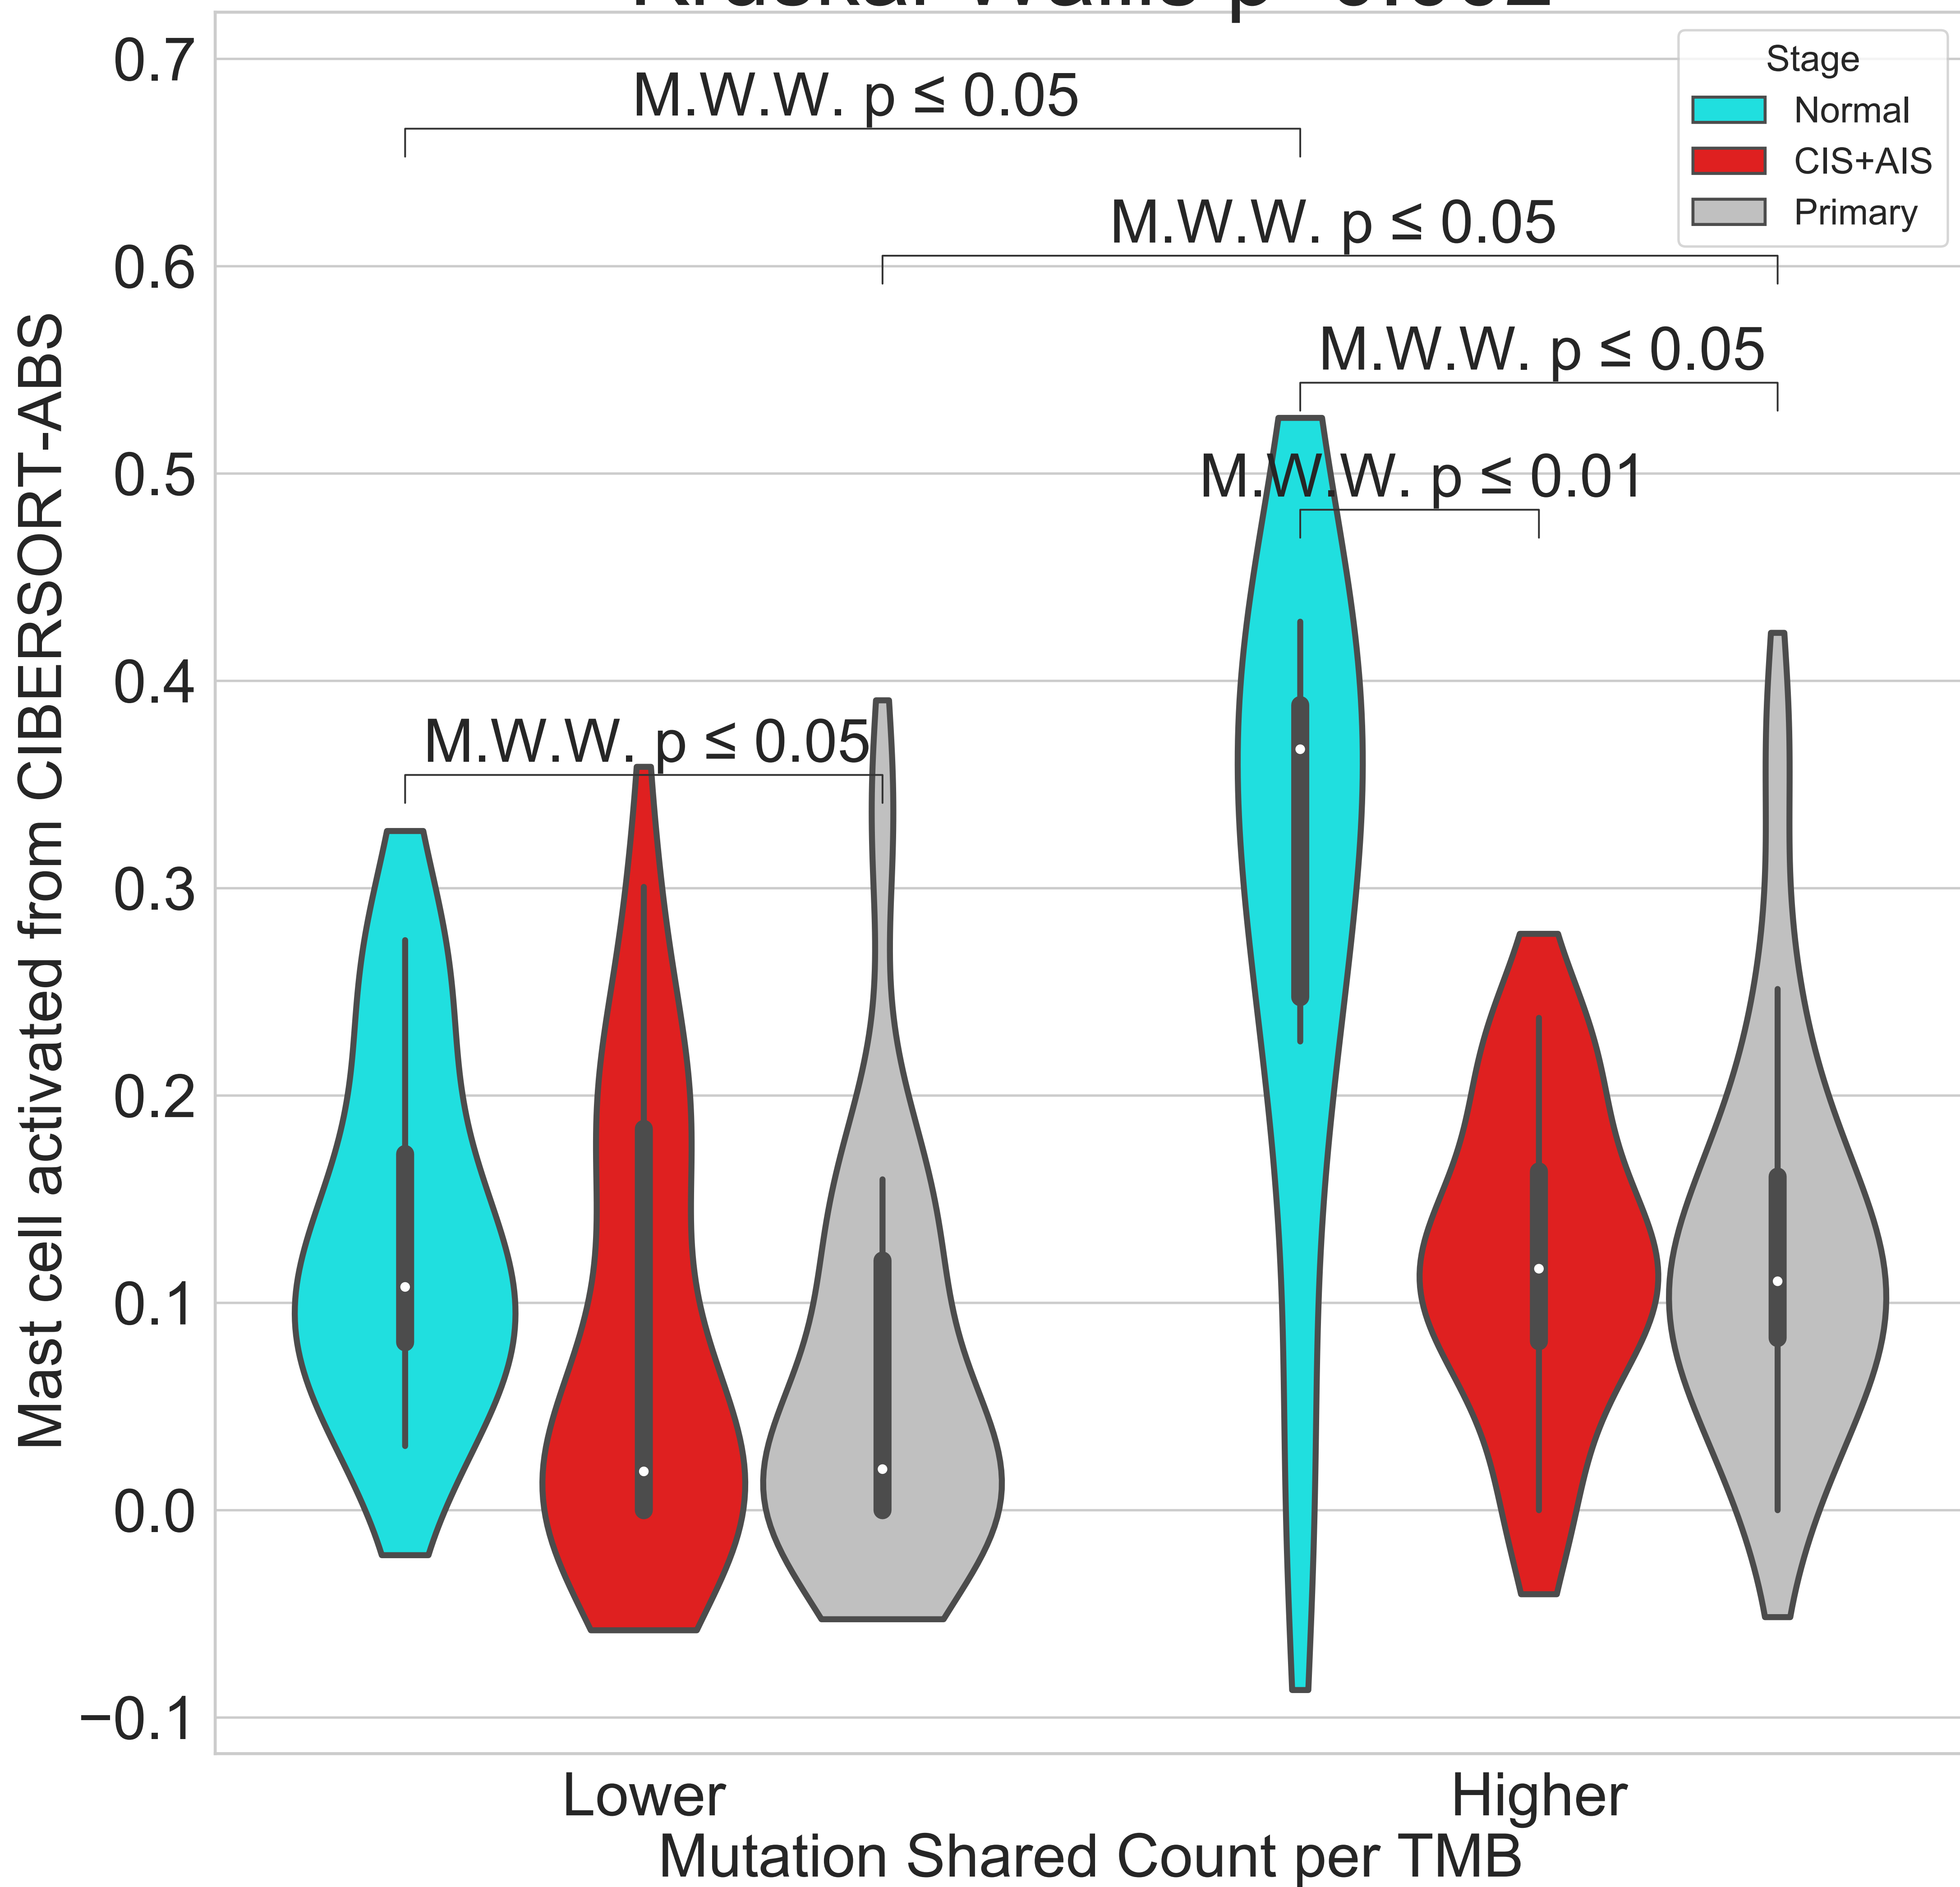 M.W.W. p ≤ 0.05
M.W.W. p ≤ 0.05
M.W.W. p ≤ 0.05
M.W.W. p ≤ 0.01
M.W.W. p ≤ 0.05
Stage
Normal
CIS+AIS
Primary
Mast cell activated from CIBERSORT-ABS
0.7
0.6
0.5
0.4
0.3
0.2
0.1
0.0
−0.1
Lower
Higher
Mutation Shared Count per TMB